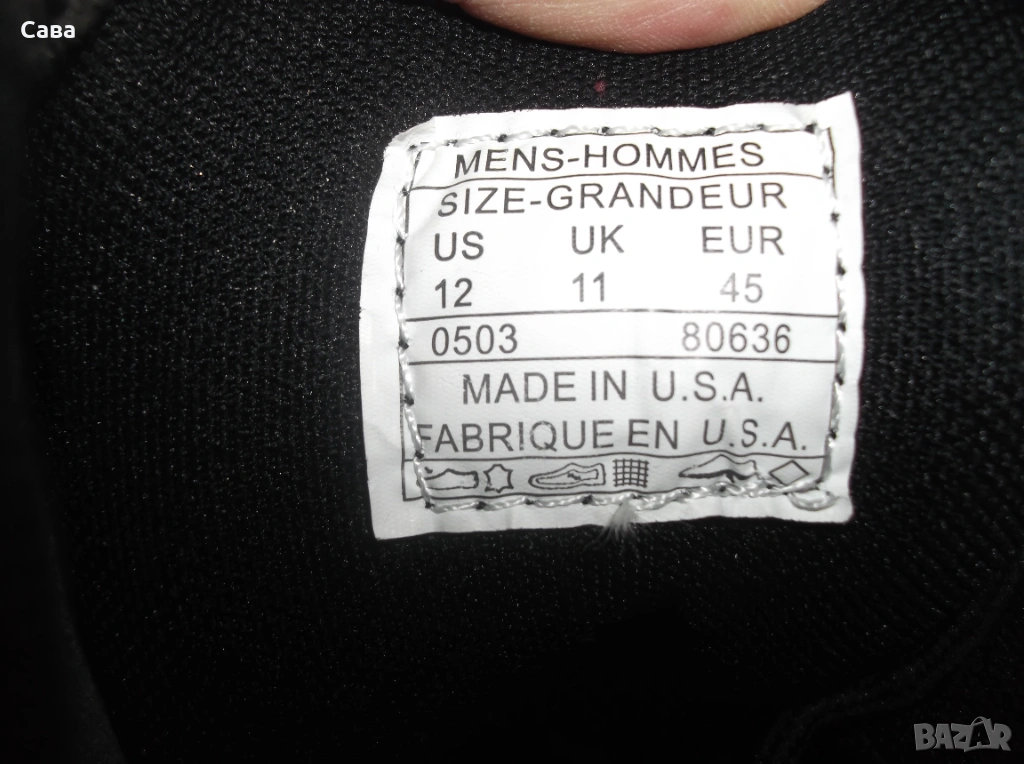 Сава
MENS-HOMMES
SIZE-GRANDEUR
US UK EUR
12 11 45
0503 80636
MADE IN U.S.A.
FABRIQUE EN U.S.A.
BAZAR